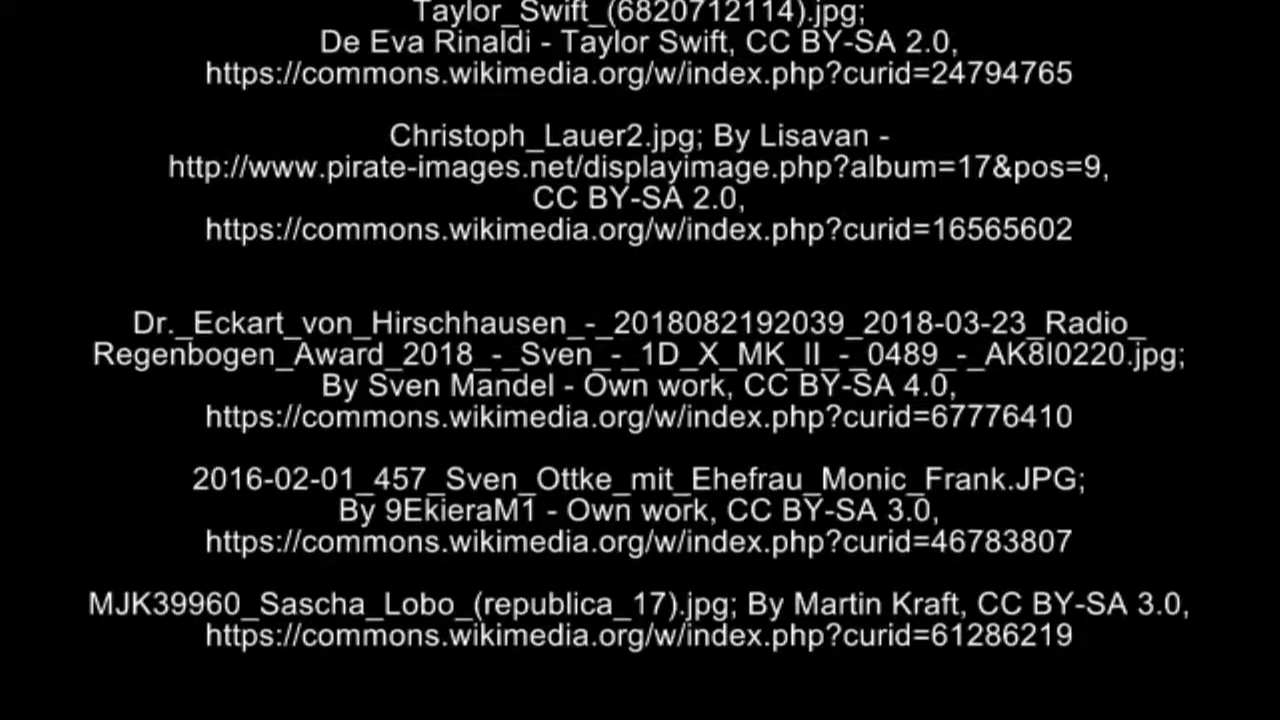 Taylor_Swift_(6820712114).jpg;
De Eva Rinaldi - Taylor Swift, CC BY-SA 2.0,
https://commons.wikimedia.org/w/index.php?curid=24794765
Christoph_Lauer2.jpg; By Lisavan -
http://www.pirate-images.net/displayimage.php?album=17&pos=9,
CC BY-SA 2.0,
https://commons.wikimedia.org/w/index.php?curid=16565602
Dr._Eckart_von_Hirschhausen_-_2018082192039_2018-03-23_Radio_
Regenbogen_Award_2018_-_Sven_-_1D_X_MK_II_-_0489_-_AK8I0220.jpg;
By Sven Mandel - Own work, CC BY-SA 4.0,
https://commons.wikimedia.org/w/index.php?curid=67776410
2016-02-01_457_Sven_Ottke_mit_Ehefrau_Monic_Frank.JPG;
By 9EkieraM1 - Own work, CC BY-SA 3.0,
https://commons.wikimedia.org/w/index.php?curid=46783807
MJK39960_Sascha_Lobo_(republica_17).jpg; By Martin Kraft, CC BY-SA 3.0,
https://commons.wikimedia.org/w/index.php?curid=61286219